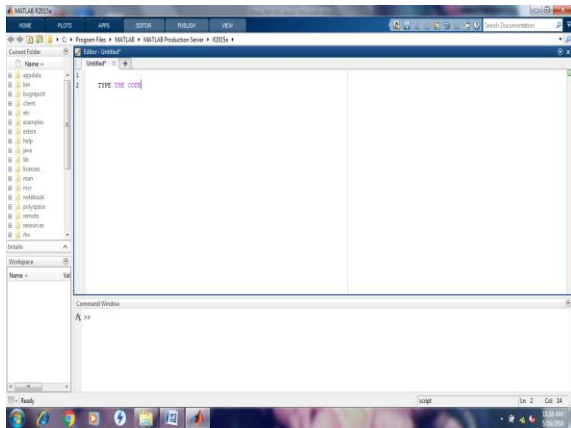 MATLAB R2015a
HOME PLOTS APPS EDITOR PUBLISH VIEW
Search Documentation
C: Program Files MATLAB MATLAB Production Server R2015a
Current Folder
Name
appdata
bin
bugreport
client
etc
examples
extern
help
java
lib
licenses
man
mcr
notebook
polyspace
remote
resources
rtw
Details
Workspace
Name Val
Editor - Untitled*
Untitled*
1
2 TYPE THE CODE
Command Window
fx >>
Ready
script
Ln 2 Col 14